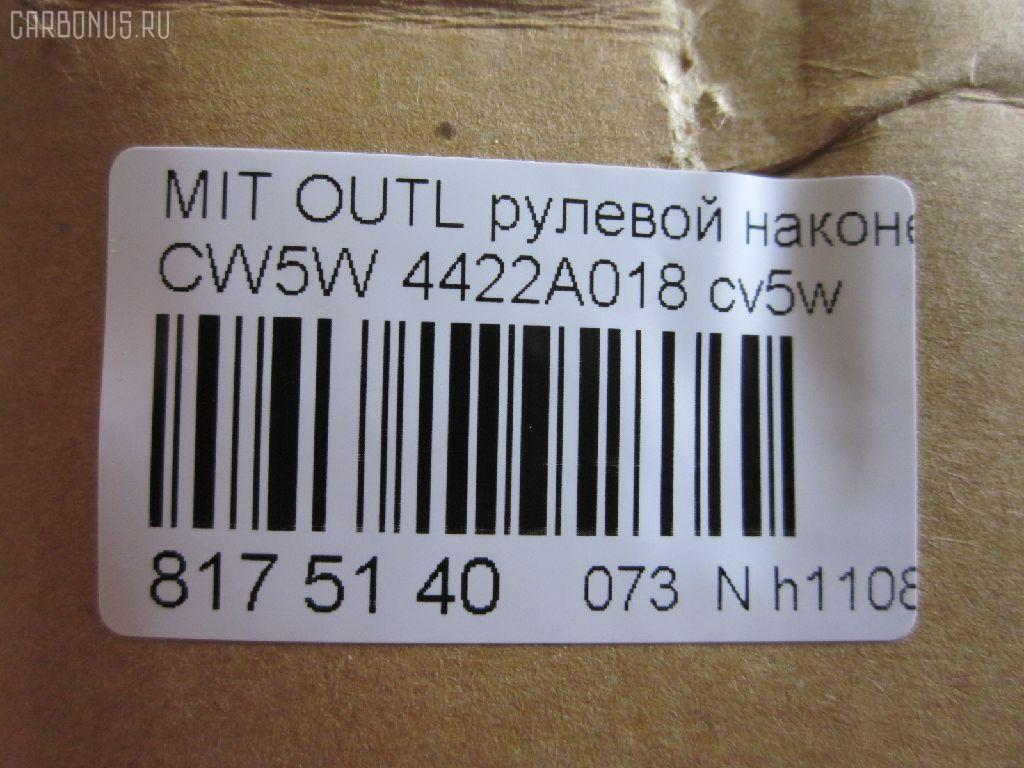 CARBONUS.RU
MIT OUTL рулевой наконе
CW5W 4422A018 cv5w
817 51 40 073 N h1108